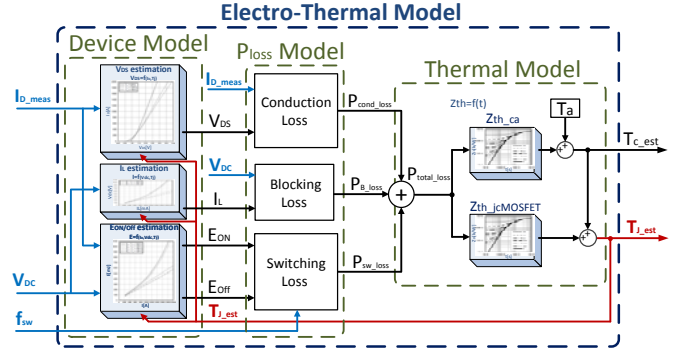 Electro-Thermal Model
Device Model
Ploss Model
Thermal Model
VDS estimation
ID_meas
ID_meas
Conduction
Loss
VDS
Pcond_loss
Zth=f(t)
Zth_ca
Ta
Tc_est
IL estimation
VDC
Blocking
Loss
IL
PB_loss
Ptotal_loss
Zth_jcMOSFET
EON/off estimation
EON
Switching
Loss
Psw_loss
TJ_est
VDC
EOff
TJ_est
fsw